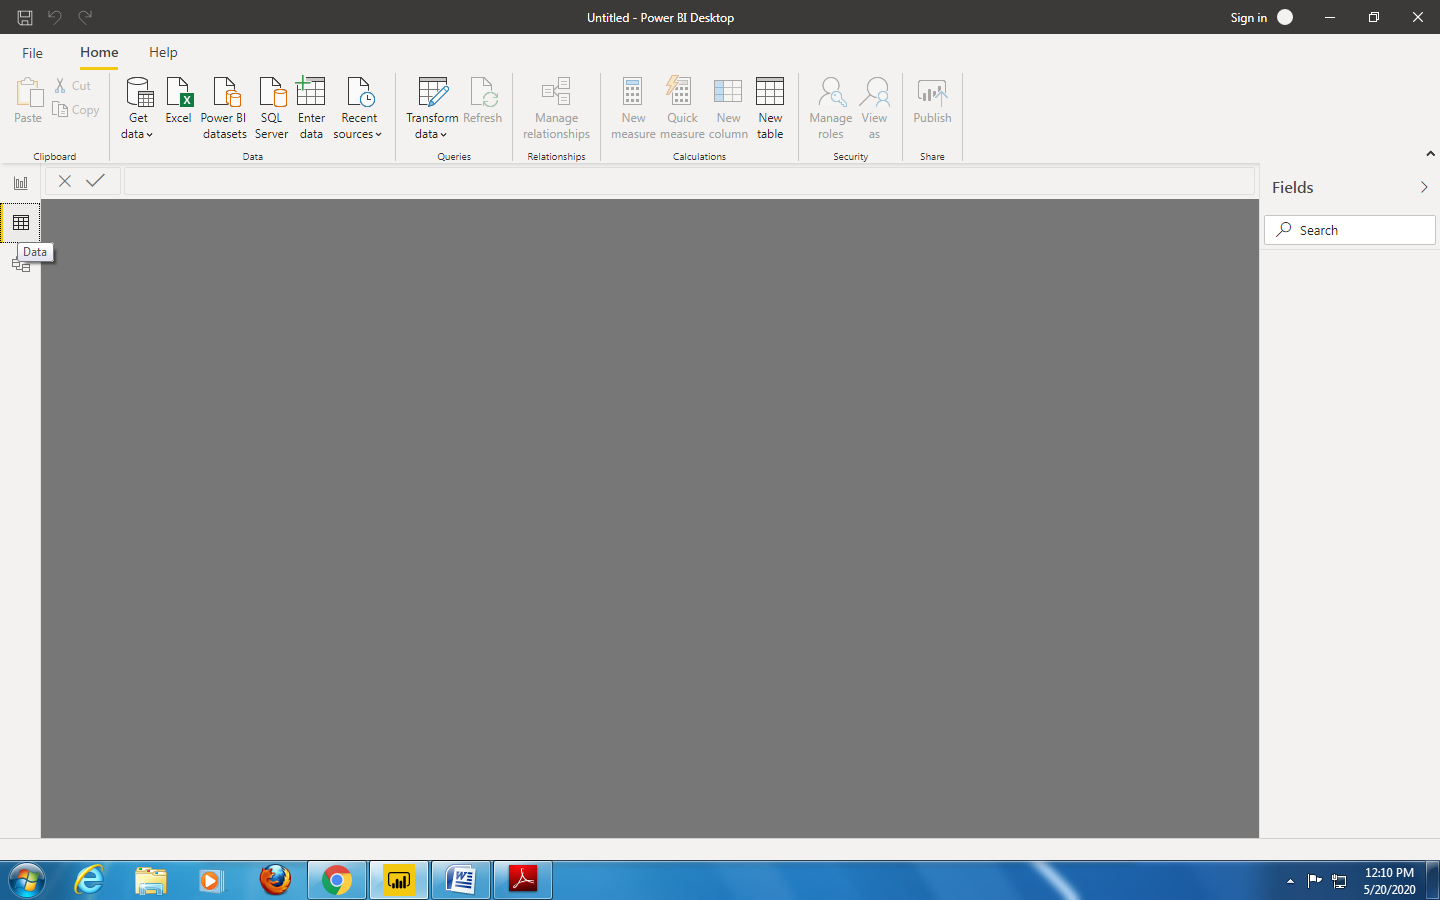 Untitled - Power BI Desktop
Sign in
File
Home
Help
Paste
Cut
Copy
Clipboard
Get data
Excel
Power BI datasets
SQL Server
Enter data
Recent sources
Data
Transform data
Refresh
Queries
Manage relationships
Relationships
New measure
Quick measure
New column
New table
Calculations
Manage roles
View as
Security
Publish
Share
Fields
Search
Data
12:10 PM
5/20/2020